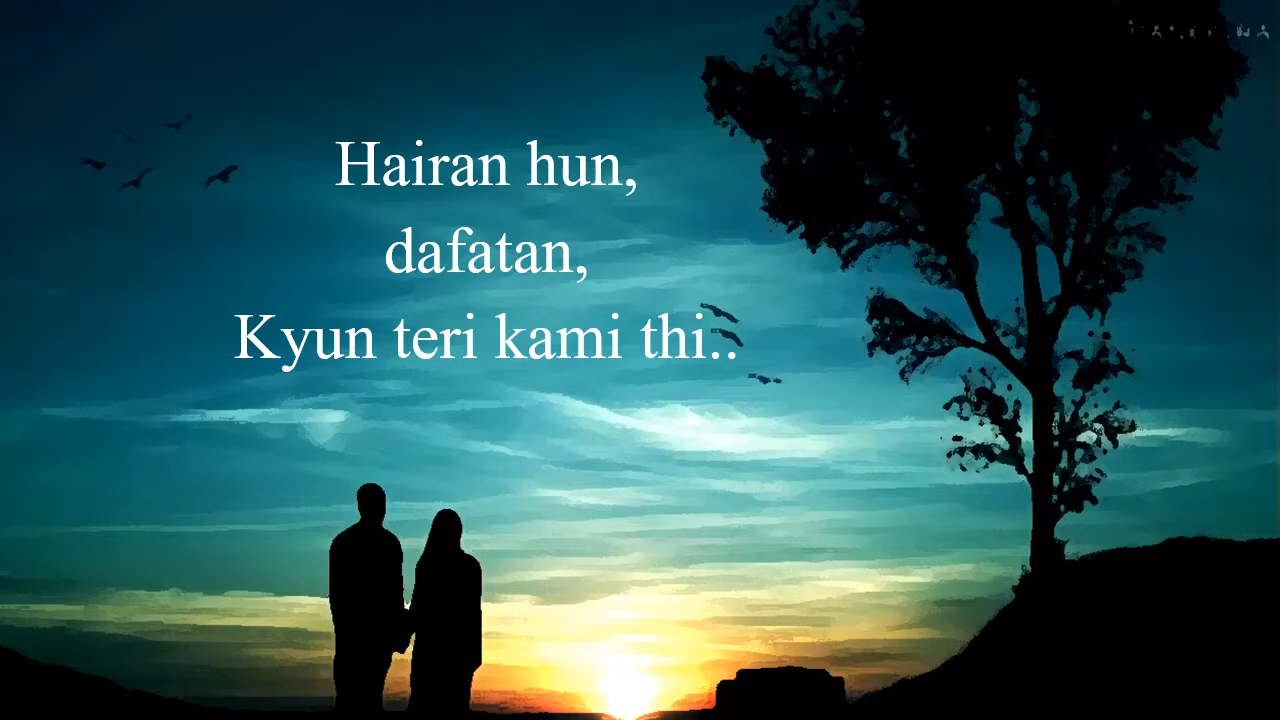 Hairan hun,
dafatan,
Kyun teri kami thi..